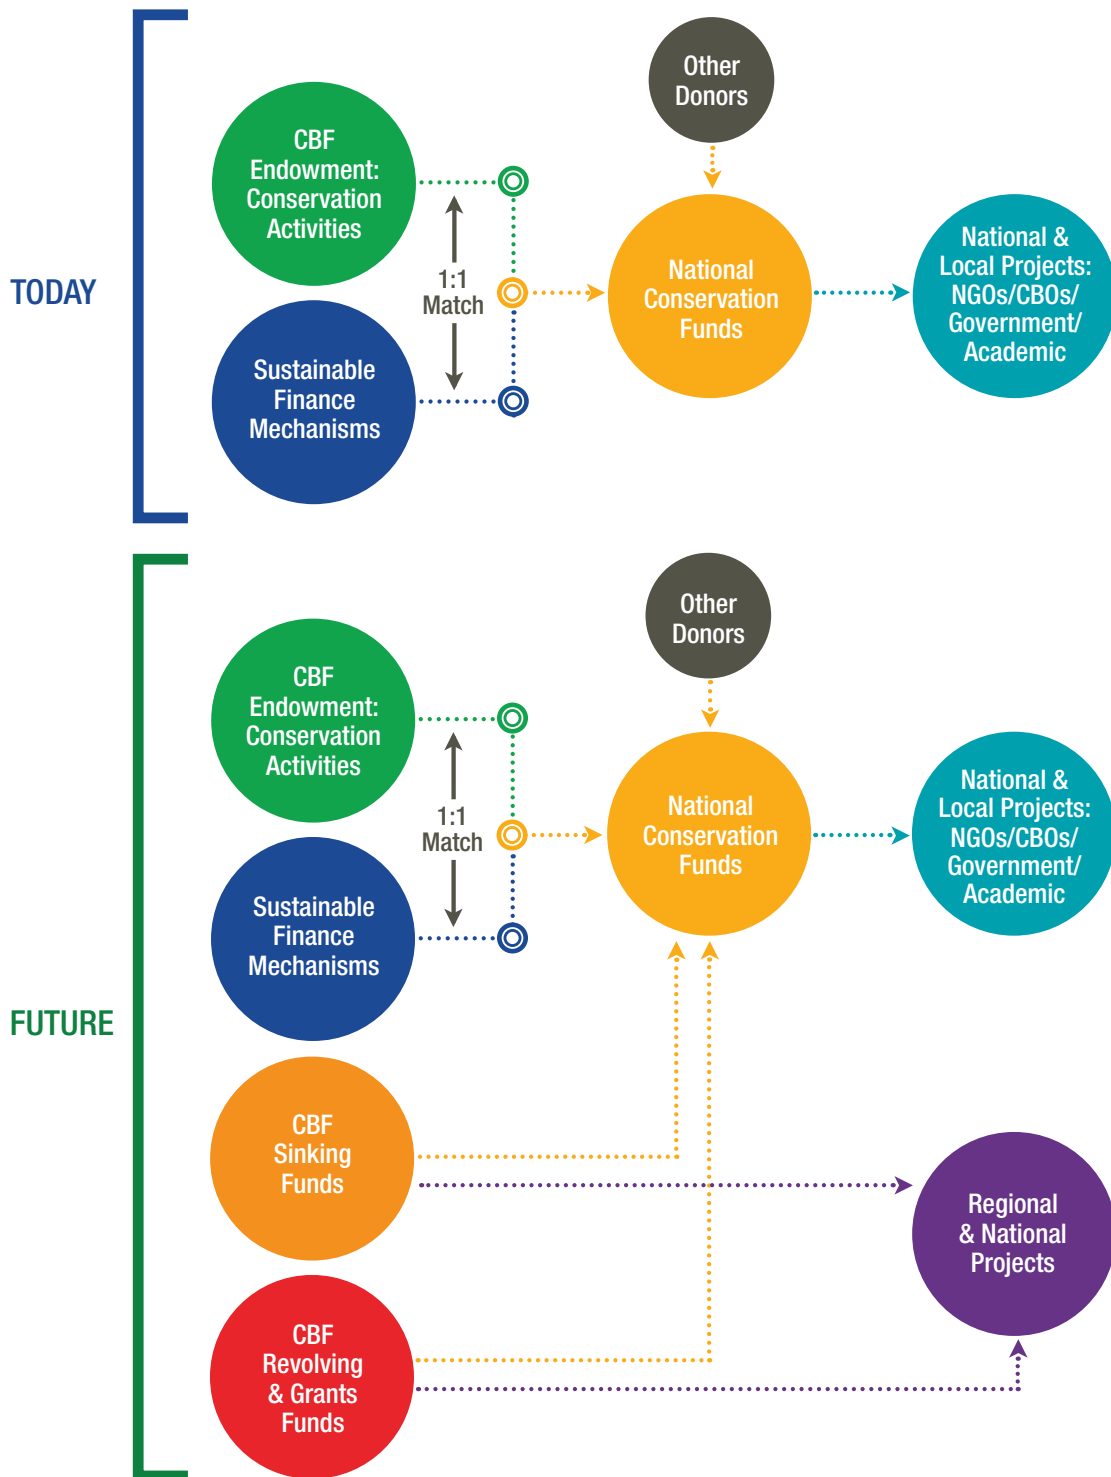 TODAY
CBF
Endowment:
Conservation
Activities
Sustainable
Finance
Mechanisms
1:1
Match
Other
Donors
National
Conservation
Funds
National &
Local Projects:
NGOs/CBOs/
Government/
Academic
FUTURE
CBF
Endowment:
Conservation
Activities
Sustainable
Finance
Mechanisms
1:1
Match
Other
Donors
National
Conservation
Funds
National &
Local Projects:
NGOs/CBOs/
Government/
Academic
CBF
Sinking
Funds
CBF
Revolving
& Grants
Funds
Regional
& National
Projects